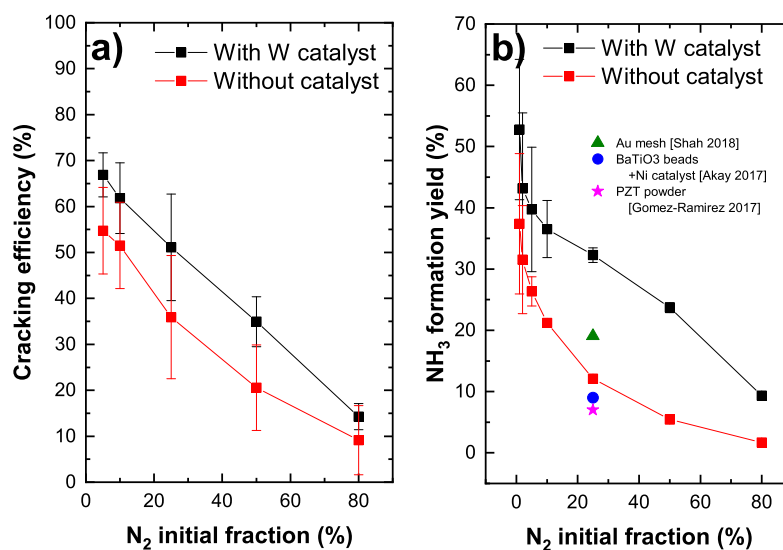 a)
With W catalyst
Without catalyst
100
90
80
70
60
50
40
30
20
10
0
0
20
40
60
80
Cracking efficiency (%)
N₂ initial fraction (%)
b)
With W catalyst
Without catalyst
Au mesh [Shah 2018]
BaTiO3 beads
+Ni catalyst [Akay 2017]
PZT powder
[Gomez-Ramirez 2017]
70
60
50
40
30
20
10
0
0
20
40
60
80
NH₃ formation yield (%)
N₂ initial fraction (%)